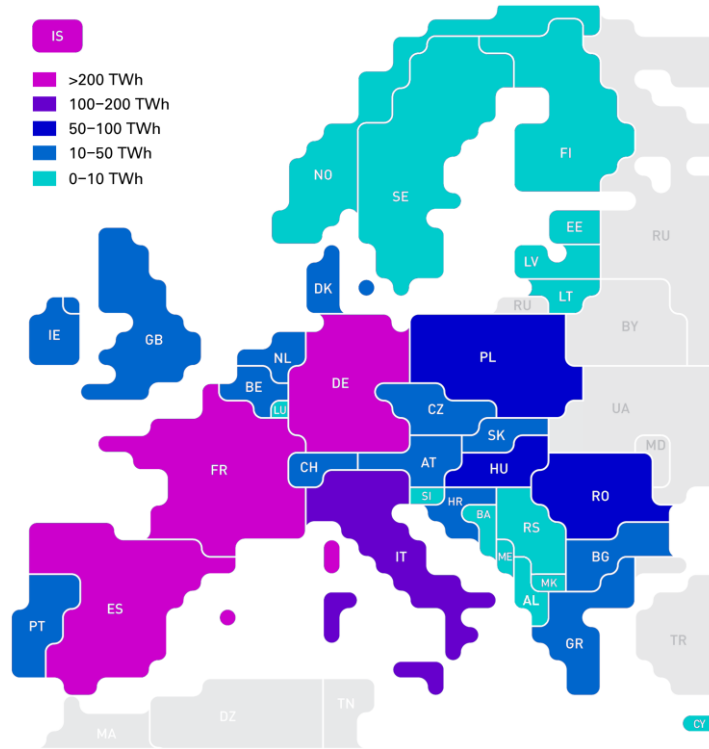 IS
>200 TWh
100–200 TWh
50–100 TWh
10–50 TWh
0–10 TWh
NO
SE
FI
EE
RU
LV
LT
RU
BY
DK
IE
GB
NL
BE
LU
DE
PL
CZ
UA
MD
SK
FR
CH
AT
HU
RO
SI
HR
BA
RS
IT
ME
BG
MK
AL
ES
PT
GR
TR
MA
DZ
TN
CY